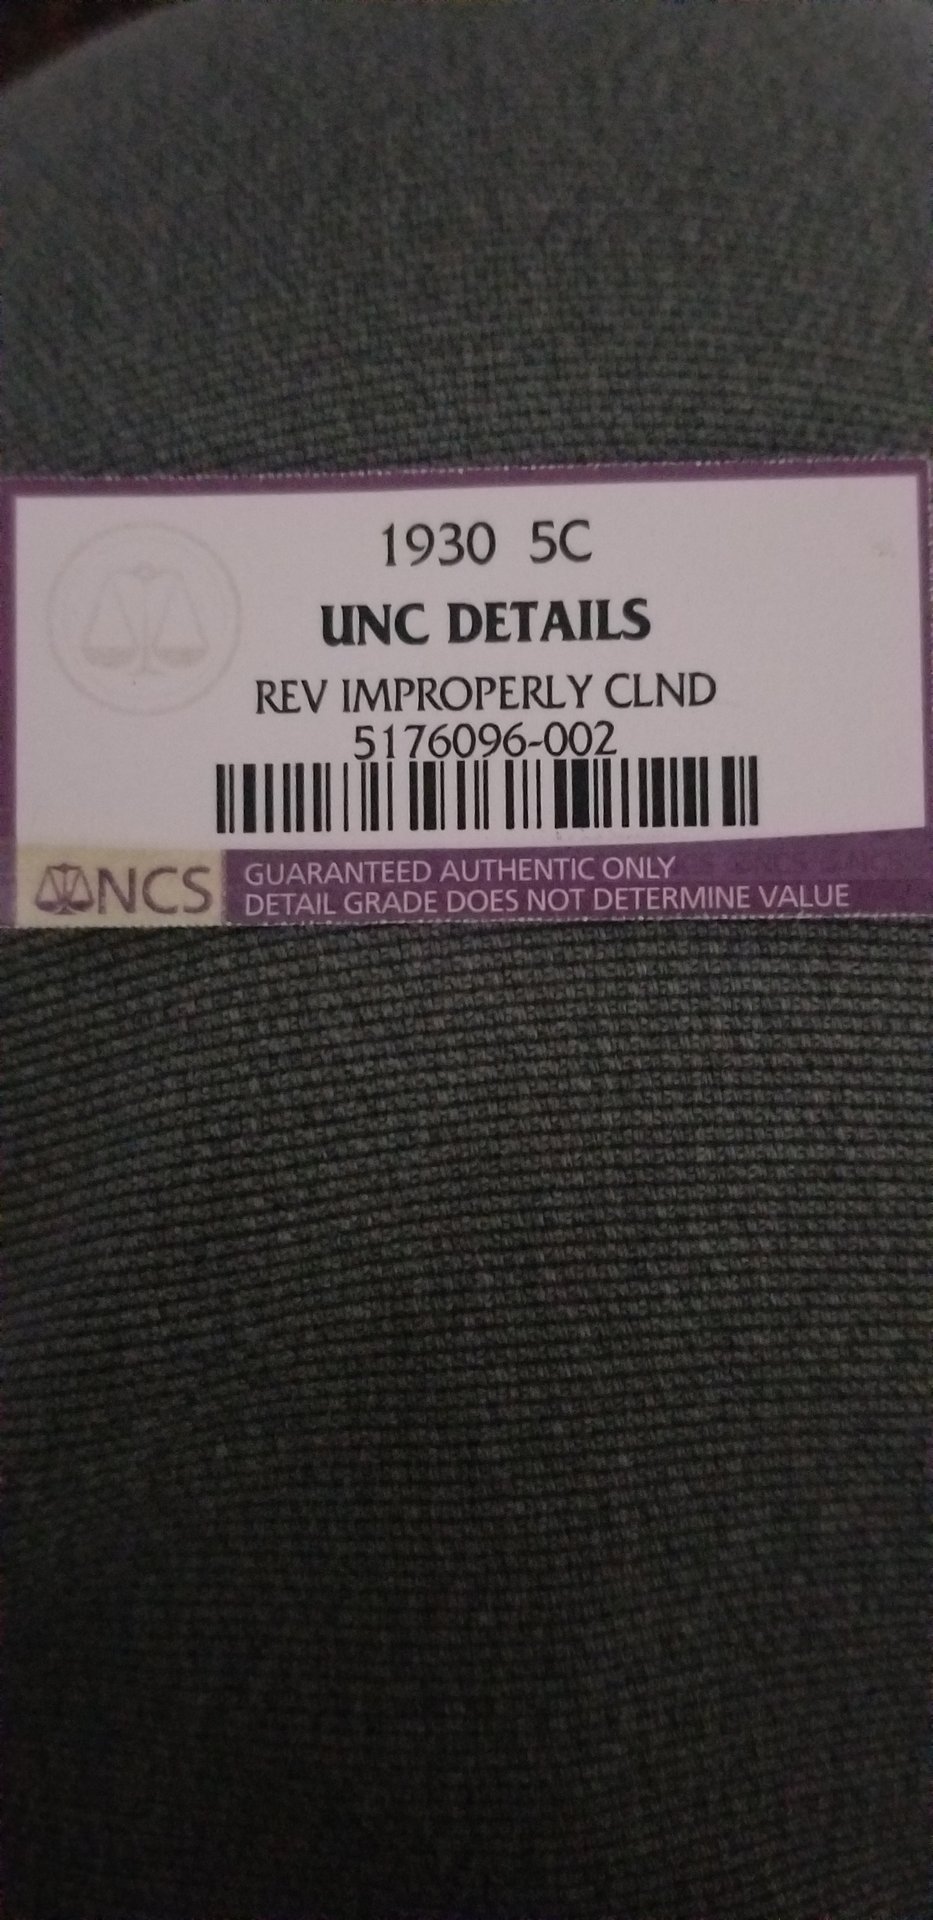 1930 5C
UNC DETAILS
REV IMPROPERLY CLND
5176096-002
NCS
GUARANTEED AUTHENTIC ONLY
DETAIL GRADE DOES NOT DETERMINE VALUE